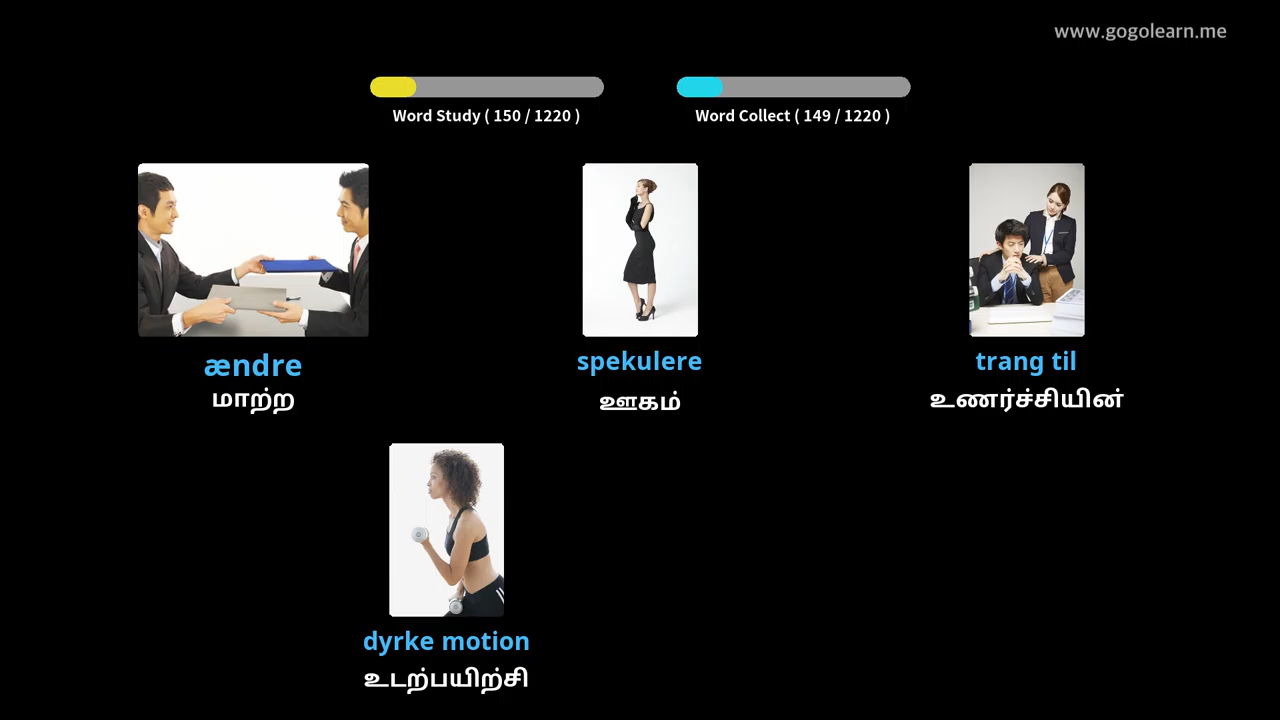 www.gogolearn.me
Word Study ( 150 / 1220 )
Word Collect ( 149 / 1220 )
ændre
மாற்ற
spekulere
ஊகம்
trang til
உணர்ச்சியின்
dyrke motion
உடற்பயிற்சி